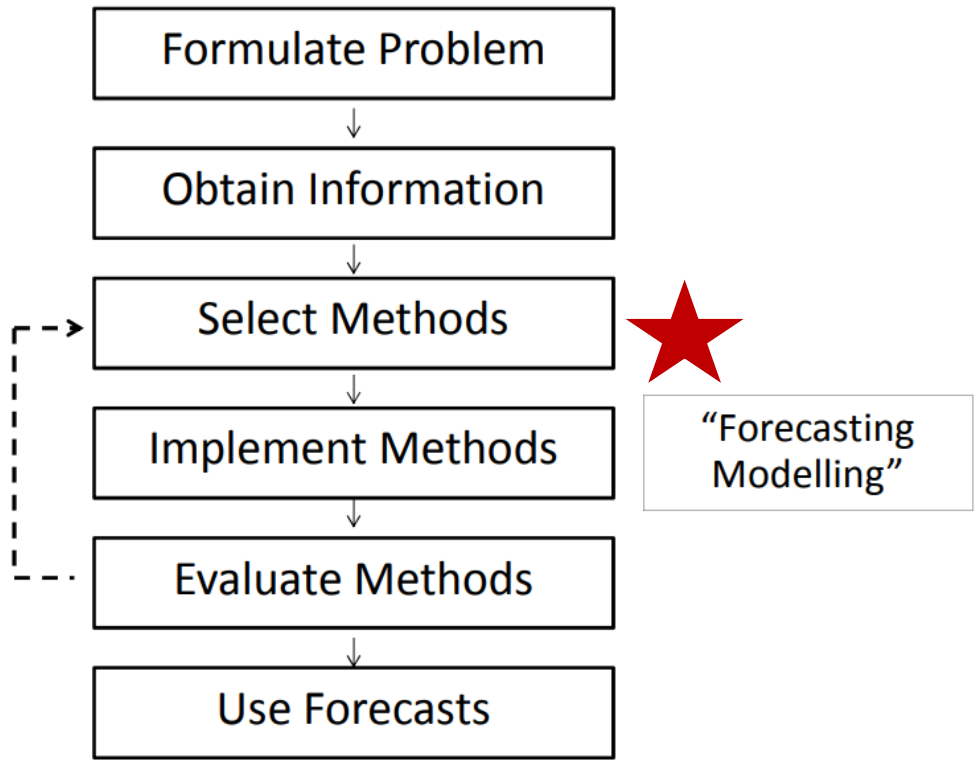 Formulate Problem
Obtain Information
Select Methods
Implement Methods
“Forecasting
Modelling”
Evaluate Methods
Use Forecasts